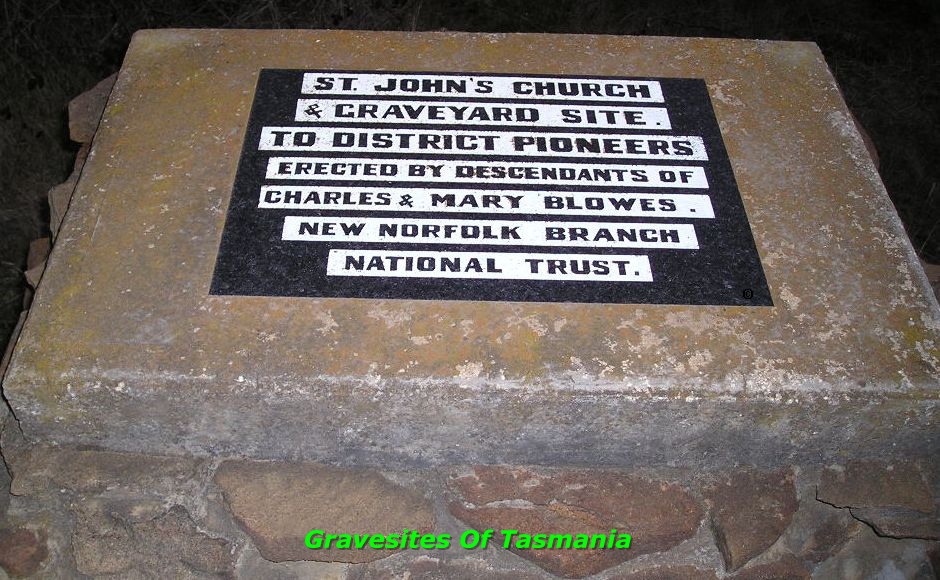 ST. JOHN'S CHURCH
& GRAVEYARD SITE.
TO DISTRICT PIONEERS
ERECTED BY DESCENDANTS OF
CHARLES & MARY BLOWES.
NEW NORFOLK BRANCH
NATIONAL TRUST.
Gravesites Of Tasmania